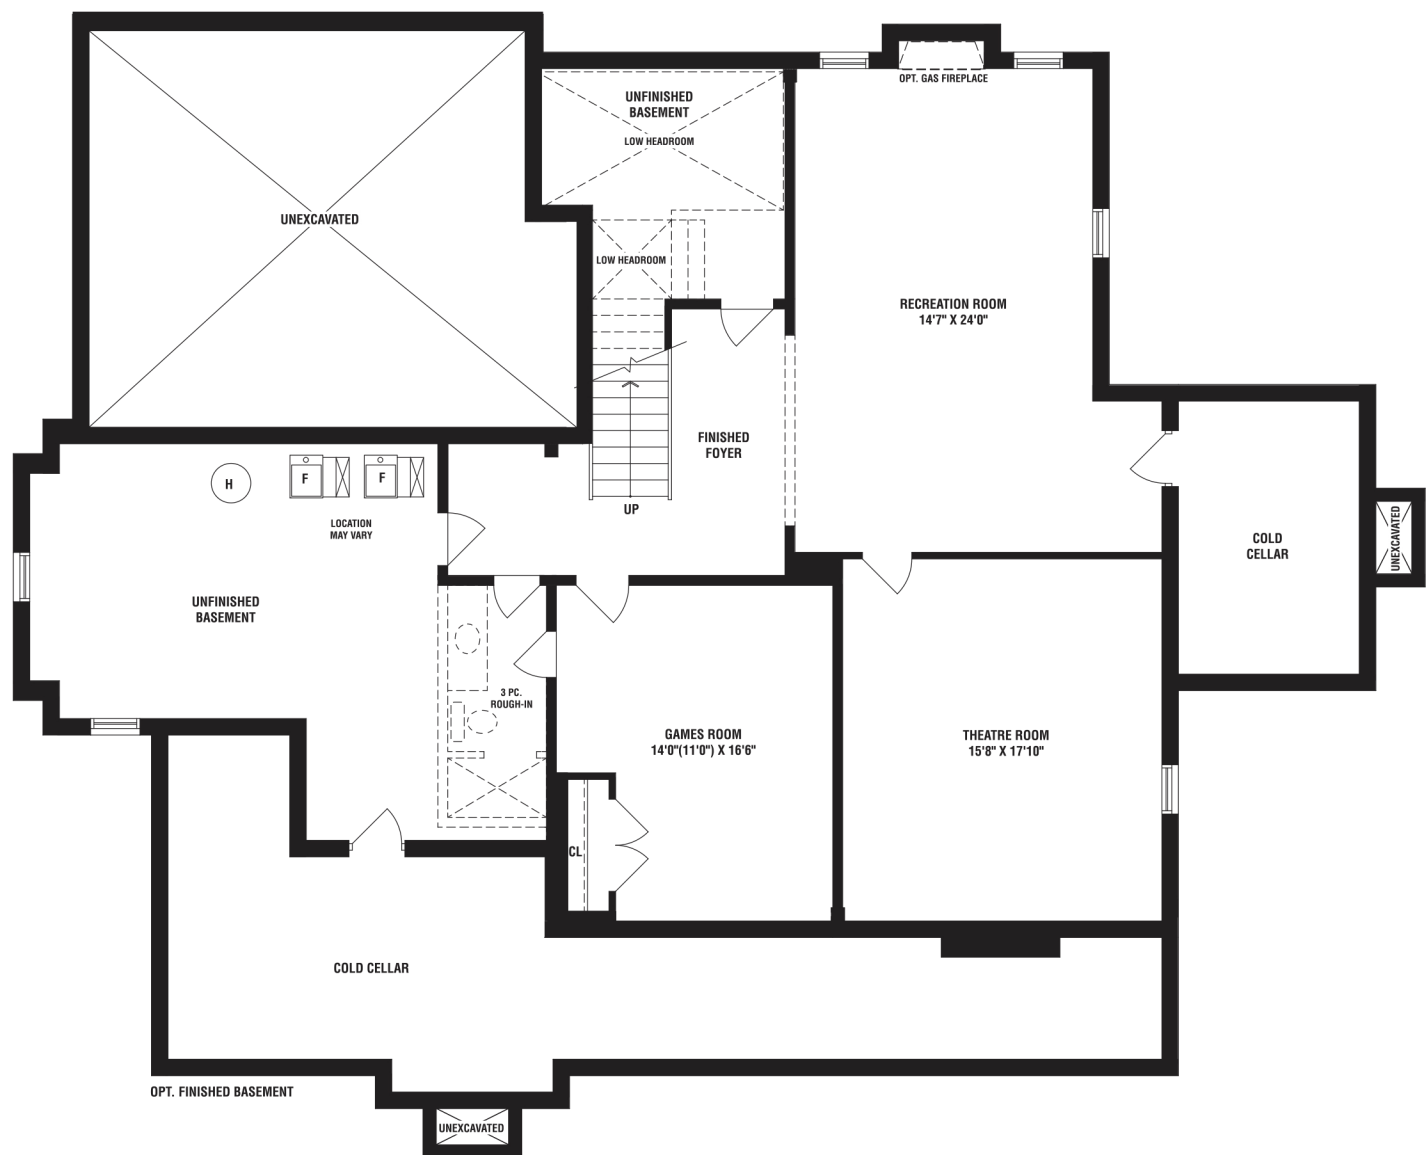 OPT. GAS FIREPLACE
UNFINISHED
BASEMENT
LOW HEADROOM
UNEXCAVATED
LOW HEADROOM
RECREATION ROOM
14'7" X 24'0"
FINISHED
FOYER
H
F
F
LOCATION
MAY VARY
UP
COLD
CELLAR
UNEXCAVATED
UNFINISHED
BASEMENT
3 PC.
ROUGH-IN
GAMES ROOM
14'0"(11'0") X 16'6"
THEATRE ROOM
15'8" X 17'10"
CL
COLD CELLAR
OPT. FINISHED BASEMENT
UNEXCAVATED